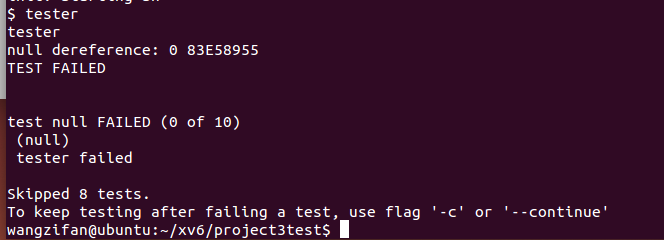 $ tester
tester
null dereference: 0 83E58955
TEST FAILED
test null FAILED (0 of 10)
(null)
tester failed
Skipped 8 tests.
To keep testing after failing a test, use flag '-c' or '--continue'
wangzifan@ubuntu:~/xv6/project3test$